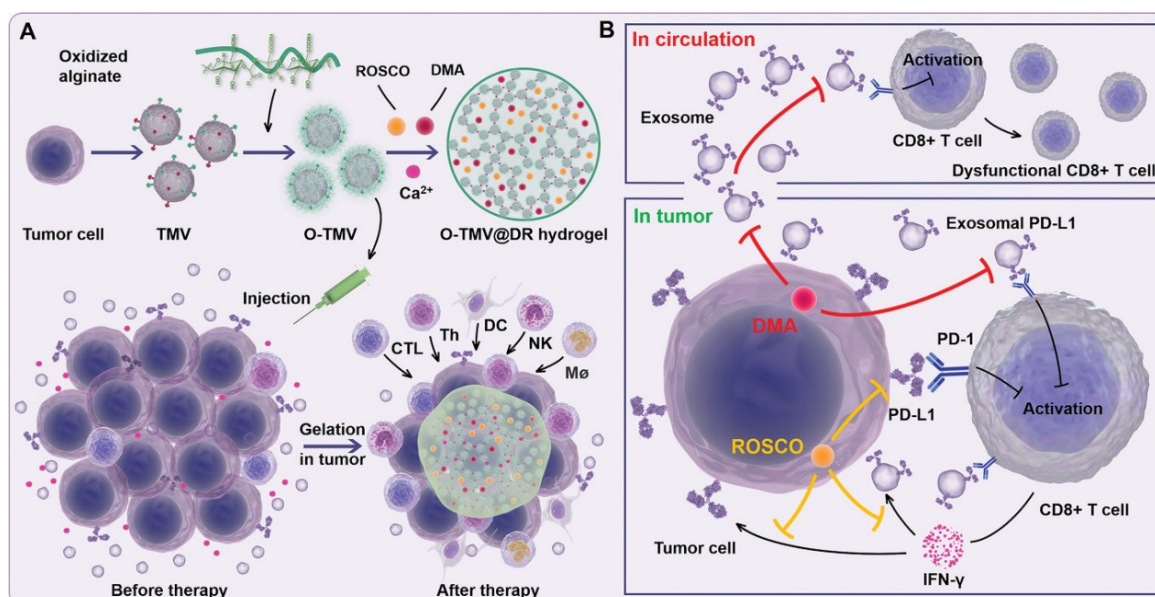 A
Oxidized
alginate
ROSCO
DMA
Ca²⁺
Tumor cell
TMV
O-TMV
O-TMV@DR hydrogel
Injection
CTL
Th
DC
NK
Mø
Gelation
in tumor
Before therapy
After therapy
B
In circulation
Exosome
Activation
CD8+ T cell
Dysfunctional CD8+ T cell
In tumor
Exosomal PD-L1
DMA
PD-1
PD-L1
Activation
ROSCO
CD8+ T cell
Tumor cell
IFN-γ